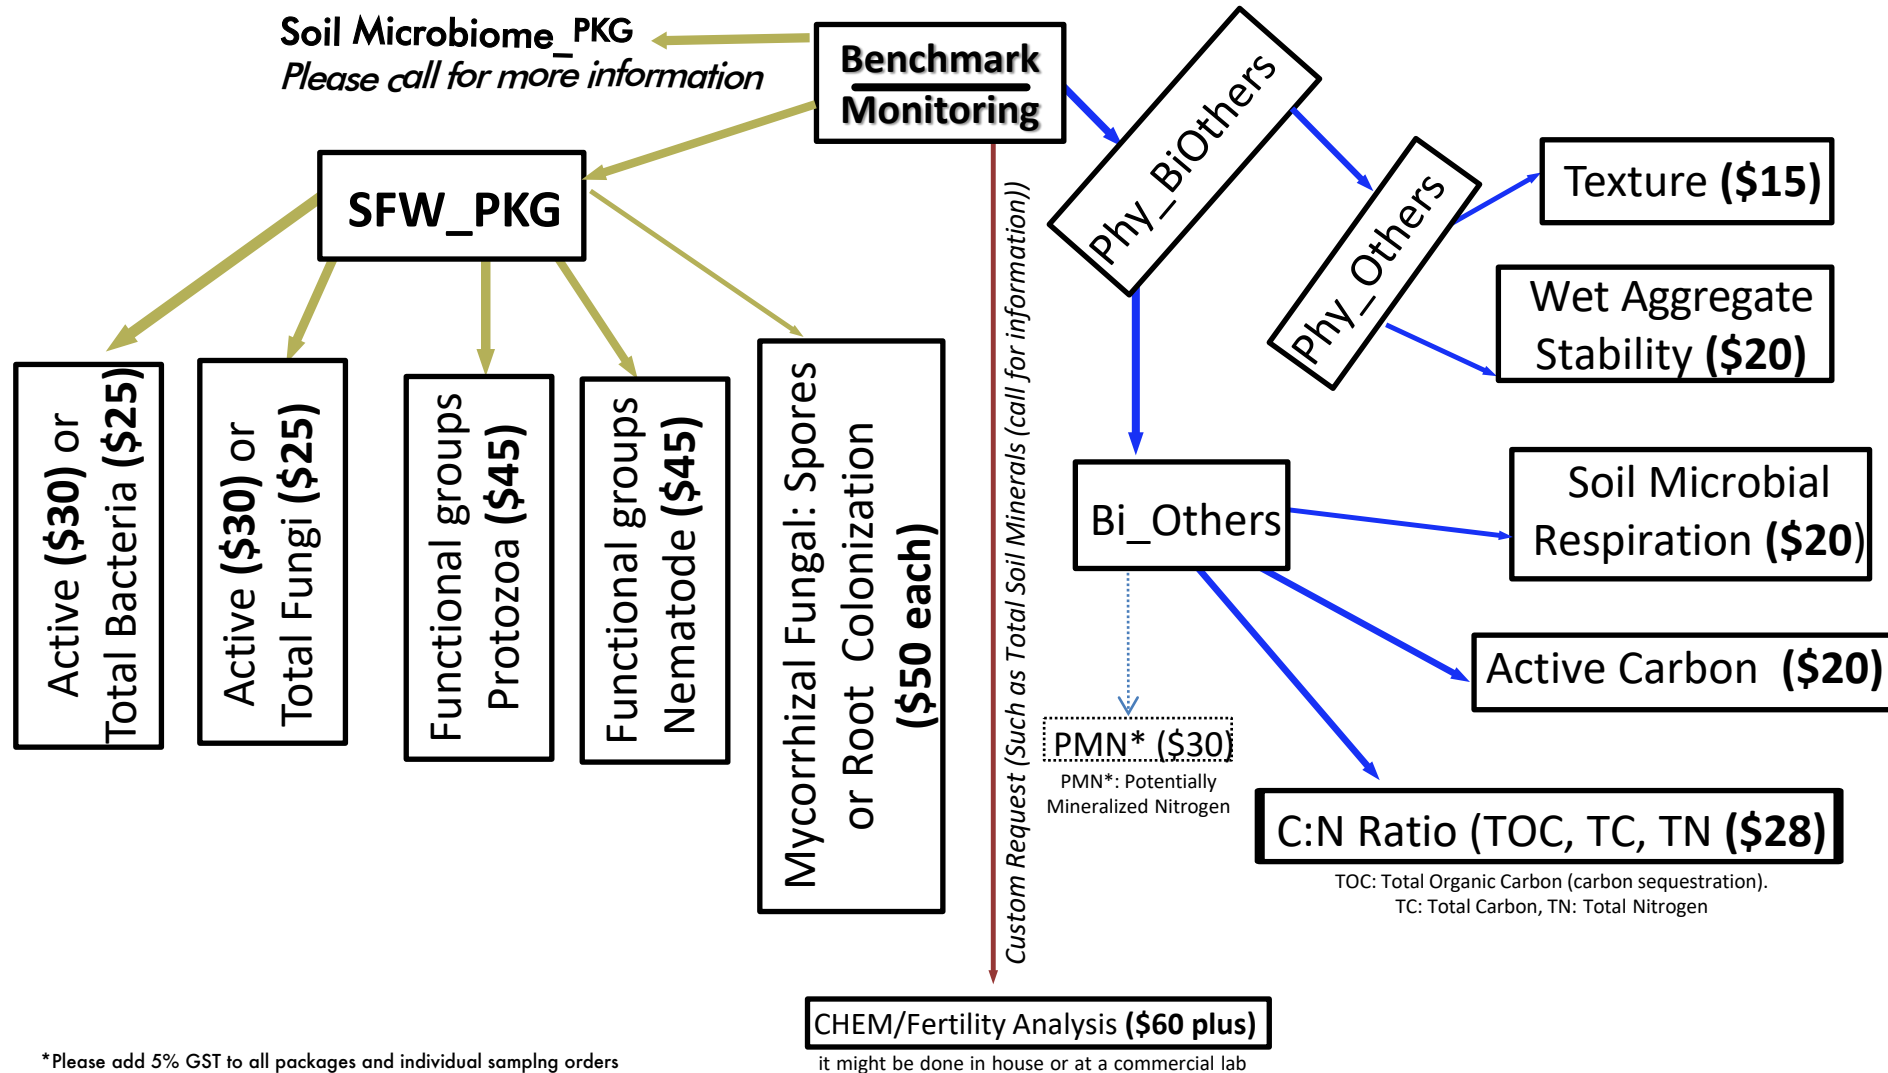 Soil Microbiome_PKG
Please call for more information
Benchmark
Monitoring
SFW_PKG
Active ($30) or
Total Bacteria ($25)
Active ($30) or
Total Fungi ($25)
Functional groups
Protozoa ($45)
Functional groups
Nematode ($45)
Mycorrhizal Fungal: Spores
or Root Colonization
($50 each)
Custom Request (Such as Total Soil Minerals (call for information))
Phy_BiOthers
Phy_Others
Texture ($15)
Wet Aggregate
Stability ($20)
Bi_Others
Soil Microbial
Respiration ($20)
Active Carbon ($20)
PMN* ($30)
PMN*: Potentially
Mineralized Nitrogen
C:N Ratio (TOC, TC, TN ($28)
TOC: Total Organic Carbon (carbon sequestration).
TC: Total Carbon, TN: Total Nitrogen
CHEM/Fertility Analysis ($60 plus)
it might be done in house or at a commercial lab
*Please add 5% GST to all packages and individual samplng orders